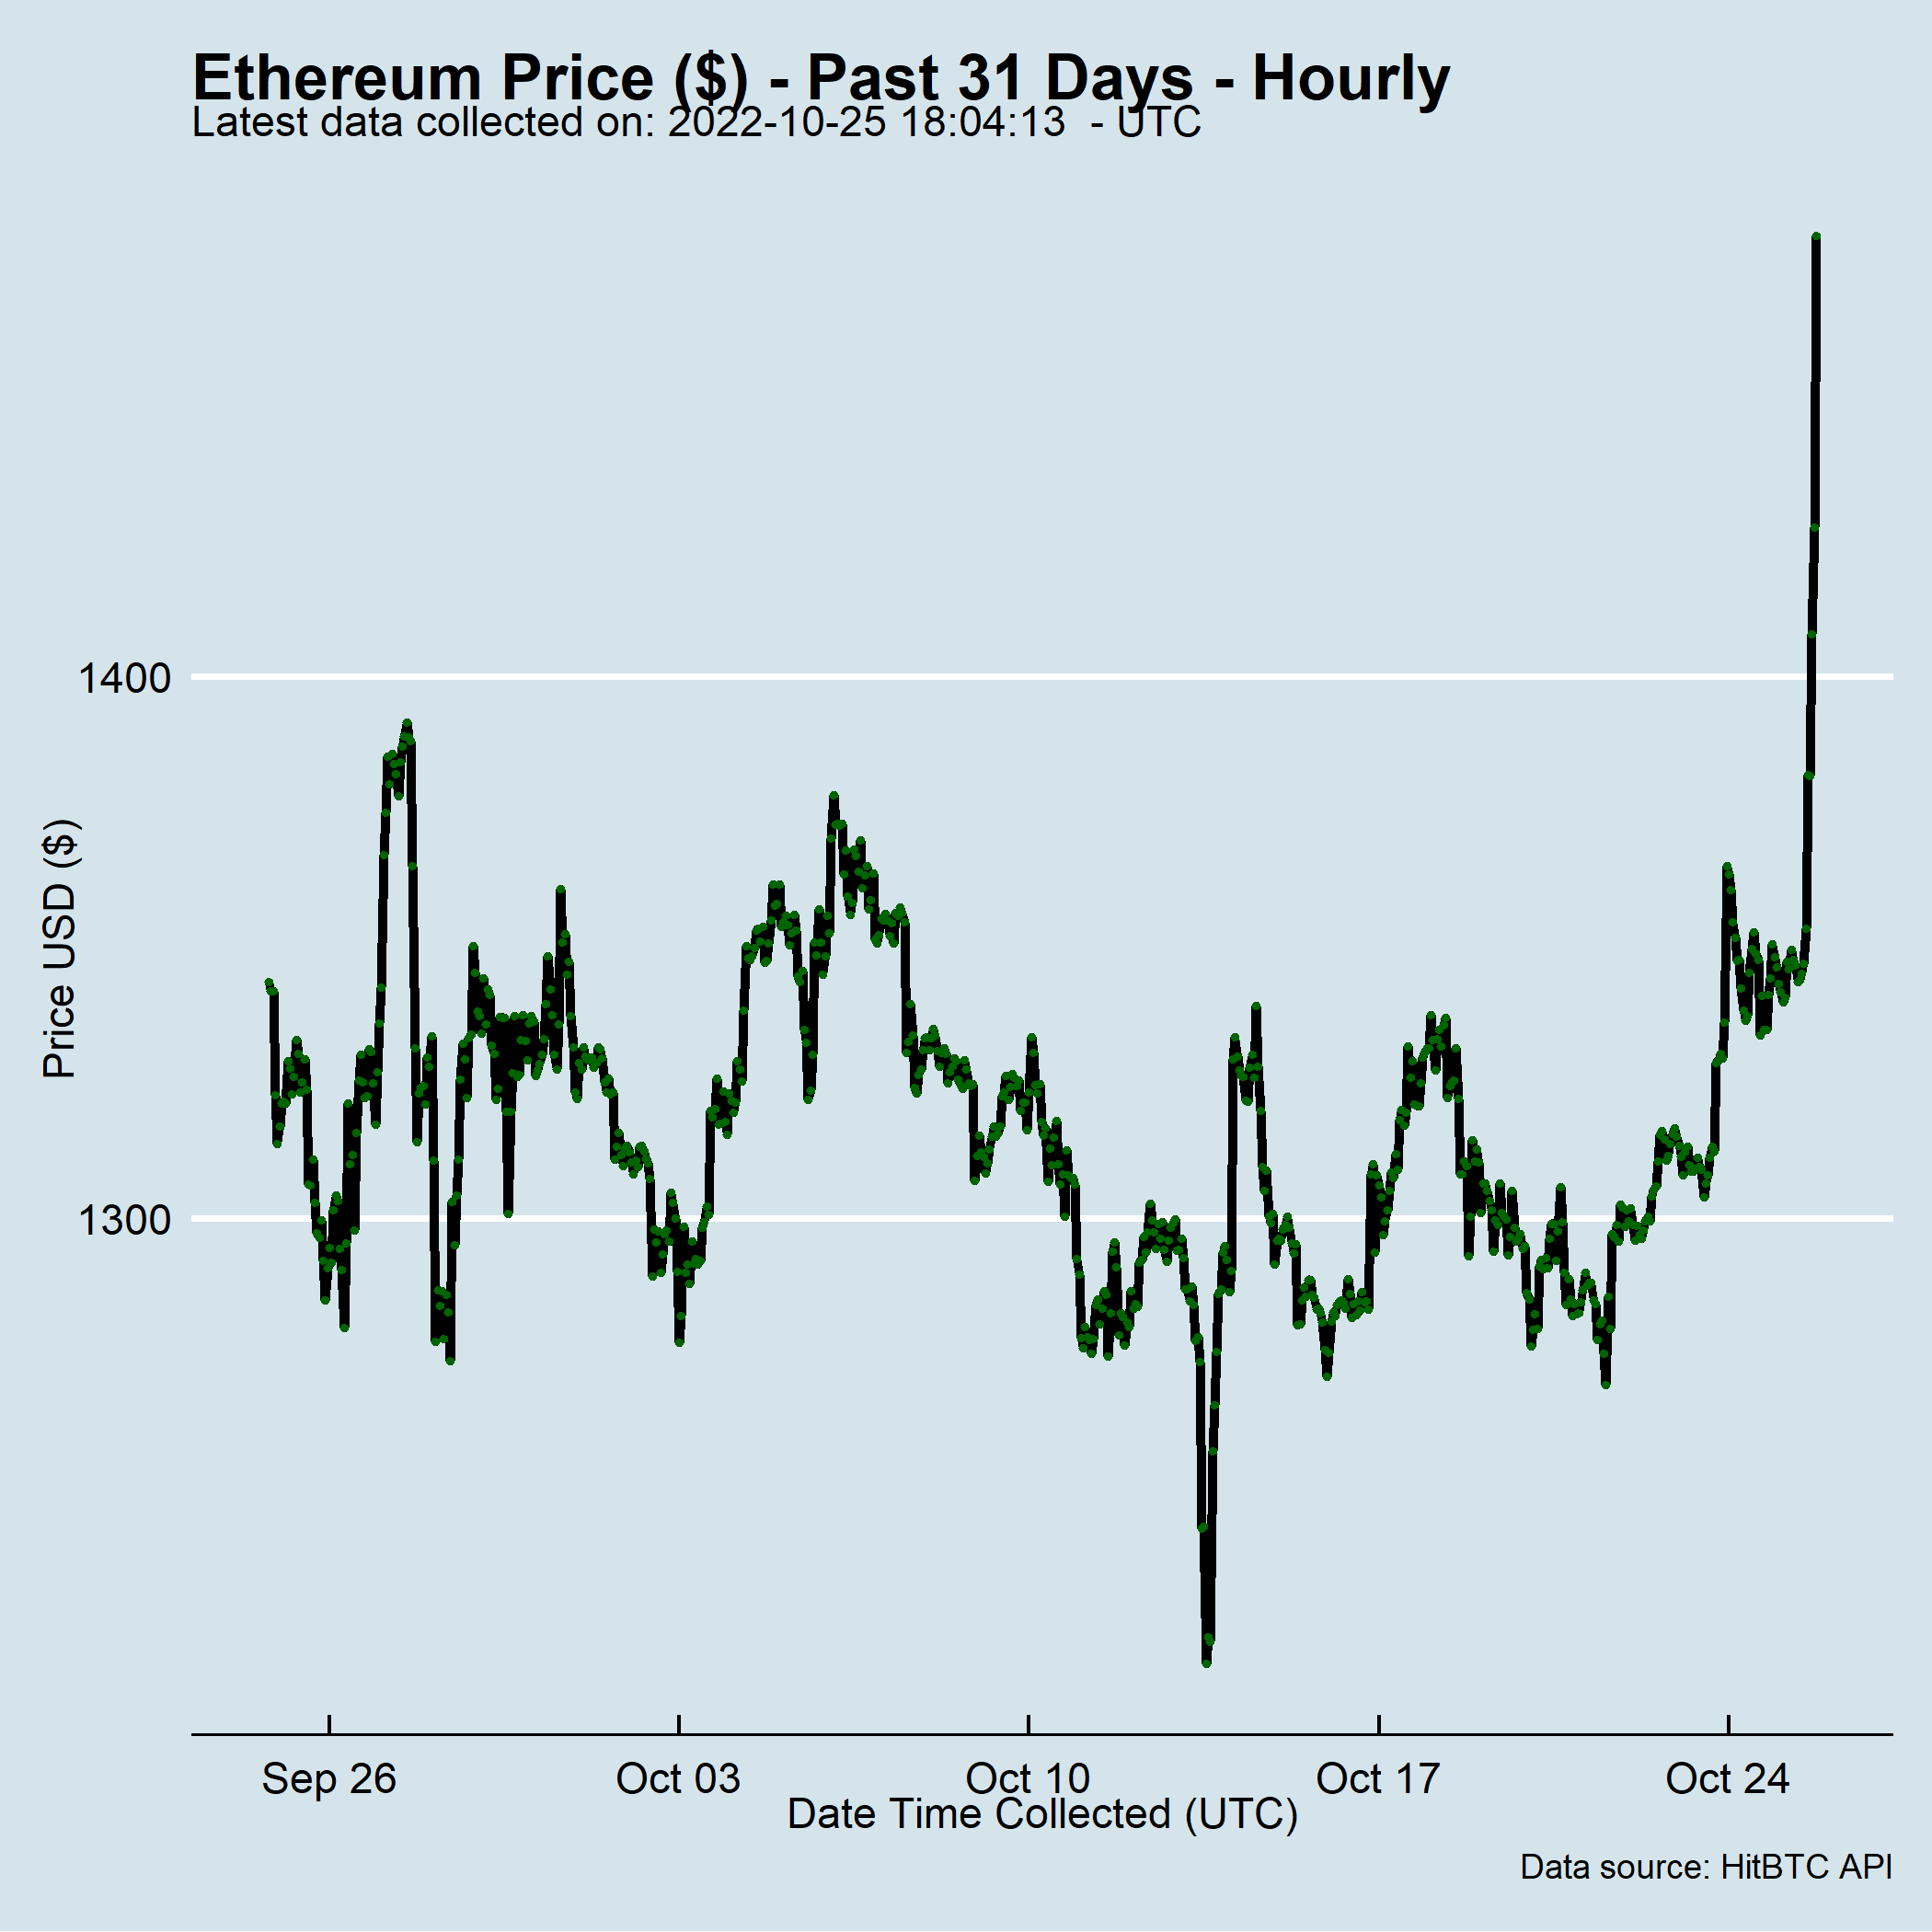 Ethereum Price ($) - Past 31 Days - Hourly
Latest data collected on: 2022-10-25 18:04:13  - UTC
Price USD ($)
1400
1300
Sep 26 Oct 03 Oct 10 Oct 17 Oct 24
Date Time Collected (UTC)
Data source: HitBTC API